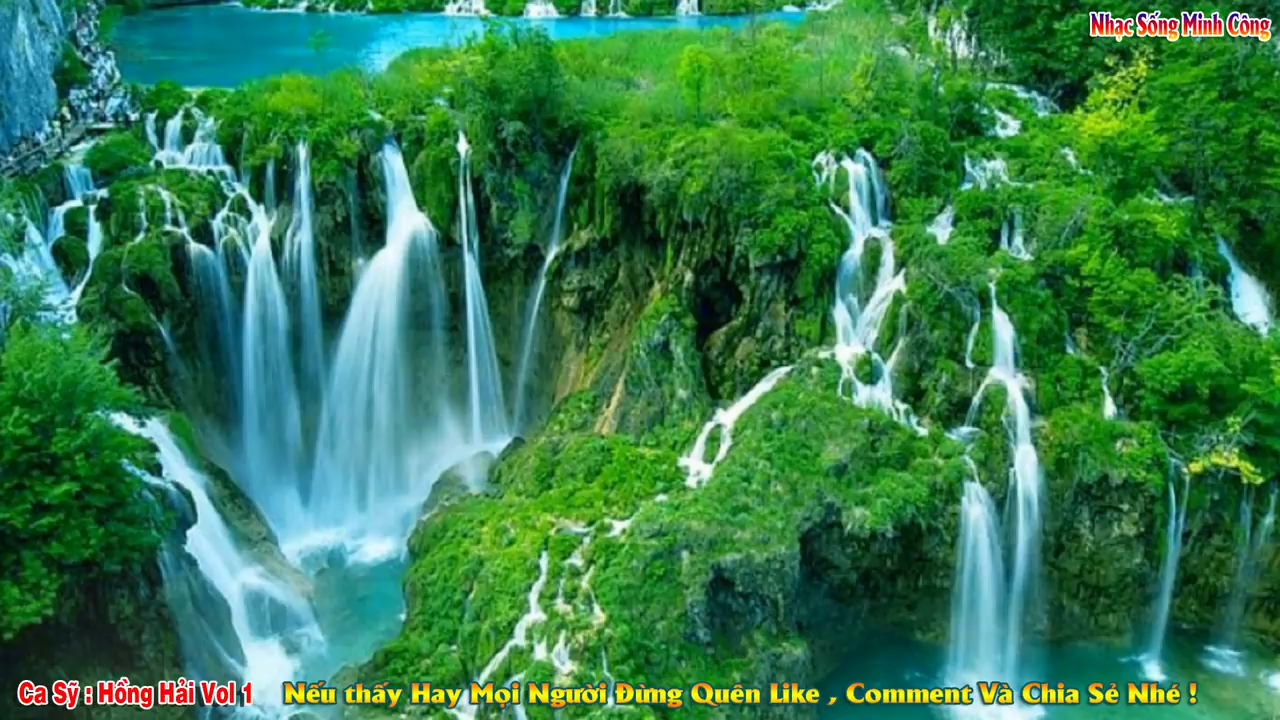 Nhạc Sống Minh Công
Ca Sỹ : Hồng Hải Vol 1
Nếu thấy Hay Mọi Người Đừng Quên Like , Comment Và Chia Sẻ Nhé !